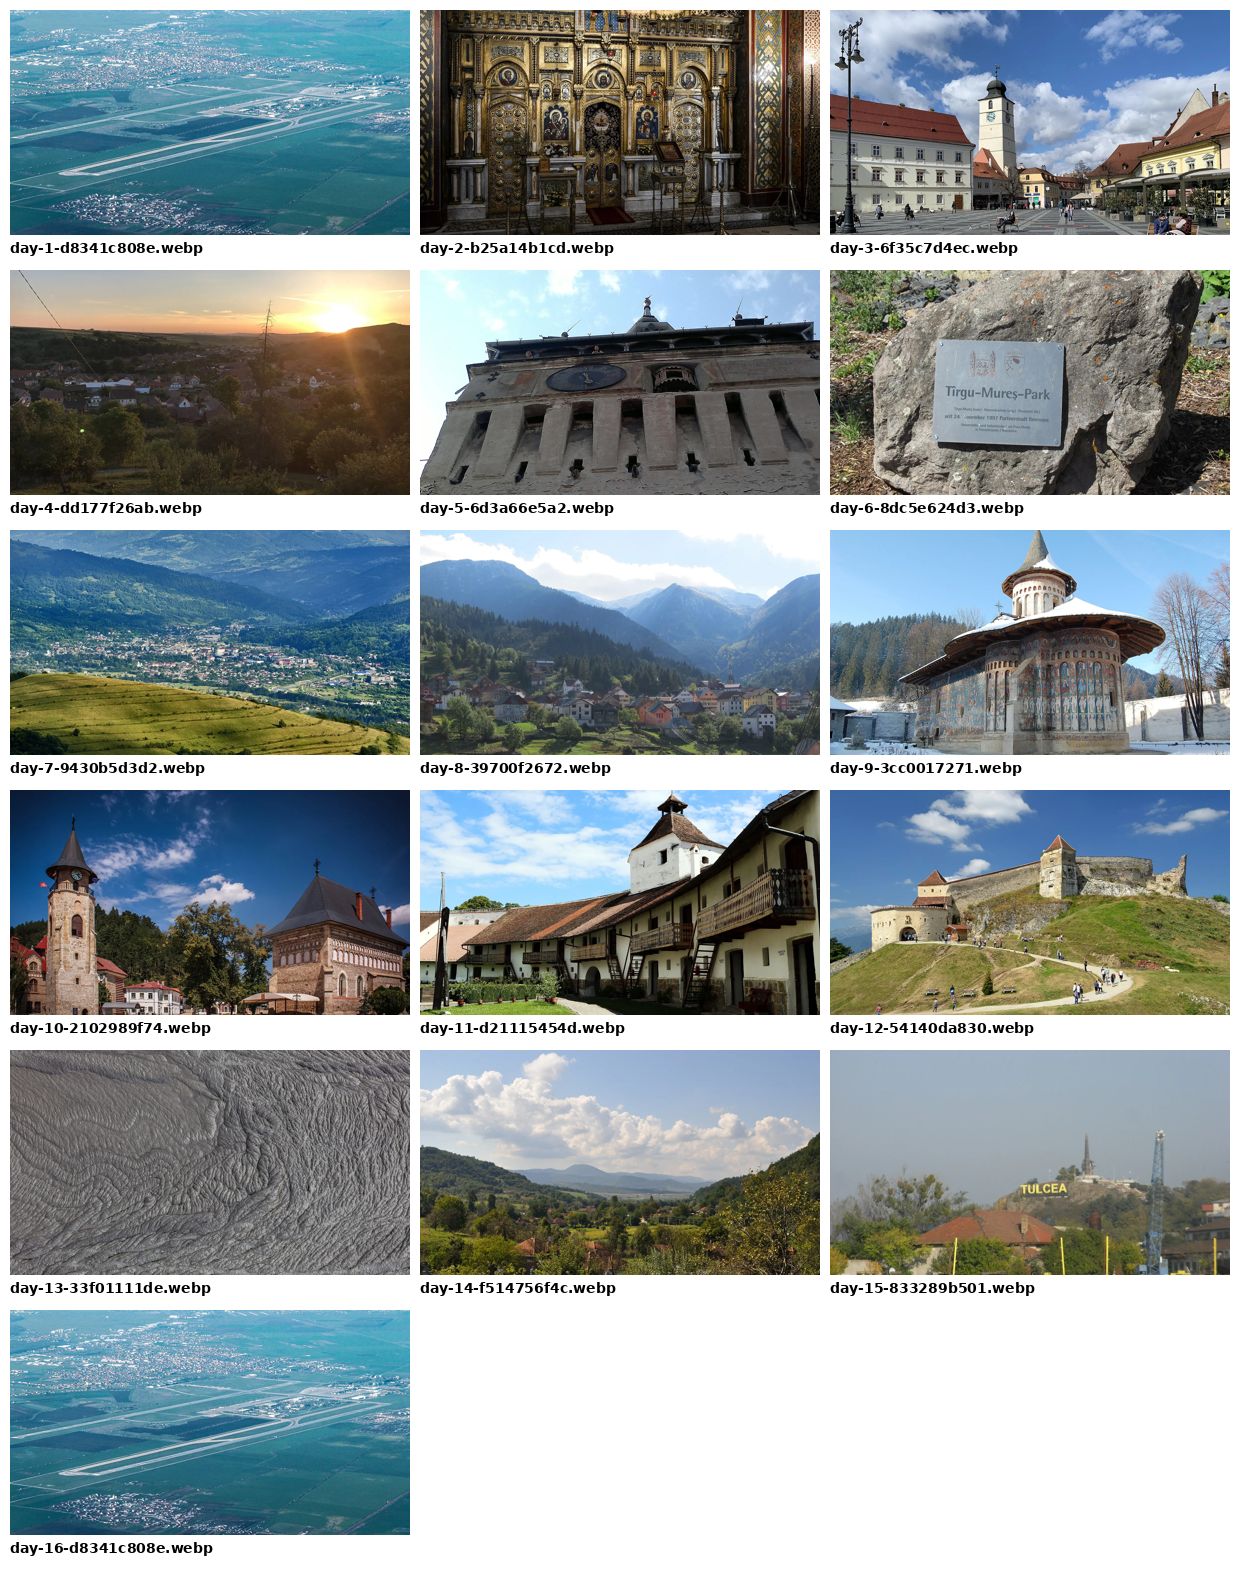 day-1-d8341c808e.webp
day-2-b25a14b1cd.webp
day-3-6f35c7d4ec.webp
day-4-dd177f26ab.webp
day-5-6d3a66e5a2.webp
Tîrgu-Mureș-Park
day-6-8dc5e624d3.webp
day-7-9430b5d3d2.webp
day-8-39700f2672.webp
day-9-3cc0017271.webp
day-10-2102989f74.webp
day-11-d21115454d.webp
day-12-54140da830.webp
TULCEA
day-13-33f01111de.webp
day-14-f514756f4c.webp
day-15-833289b501.webp
day-16-d8341c808e.webp